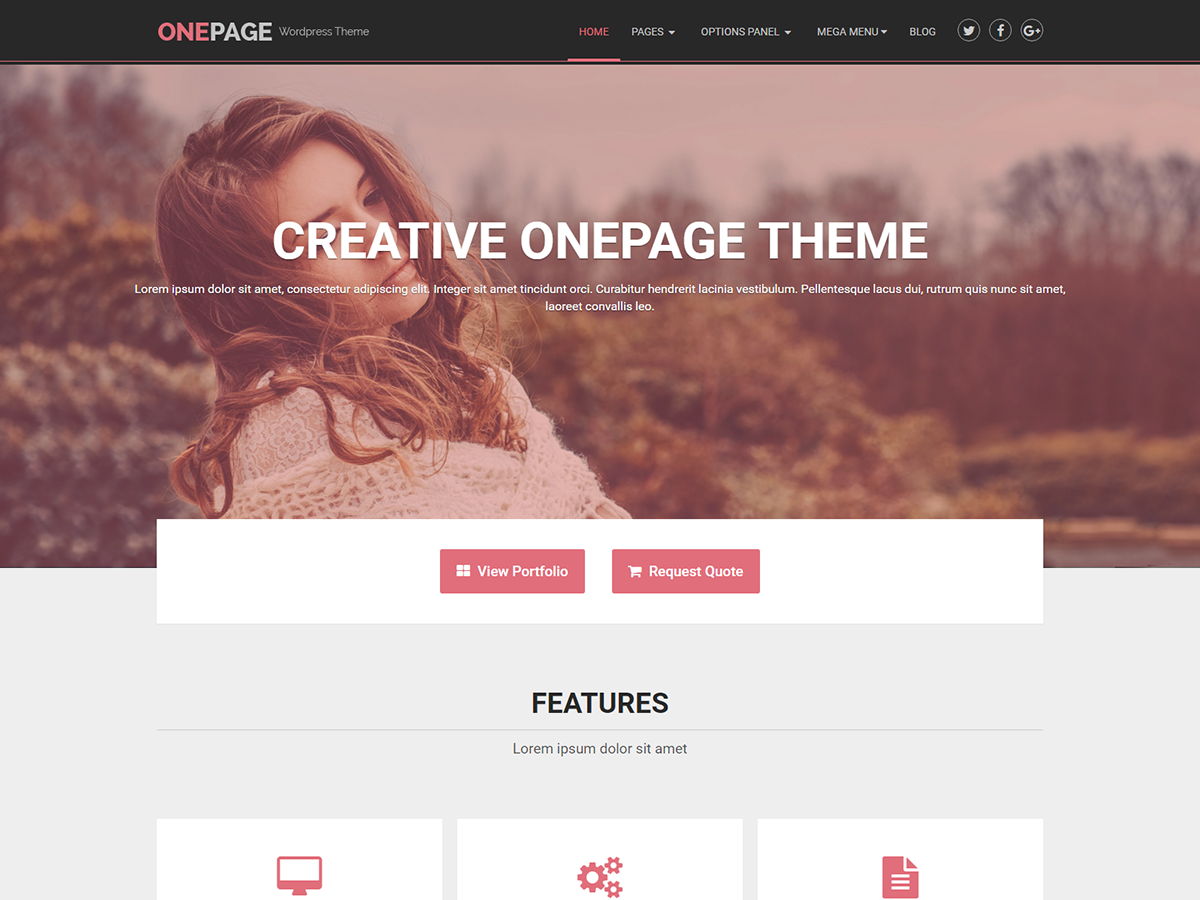 ONEPAGE Wordpress Theme HOME PAGES OPTIONS PANEL MEGA MENU BLOG
CREATIVE ONEPAGE THEME
Lorem ipsum dolor sit amet, consectetur adipiscing elit. Integer sit amet tincidunt orci. Curabitur hendrerit lacinia vestibulum. Pellentesque lacus dui, rutrum quis nunc sit amet,
laoreet convallis leo.
View Portfolio Request Quote
FEATURES
Lorem ipsum dolor sit amet